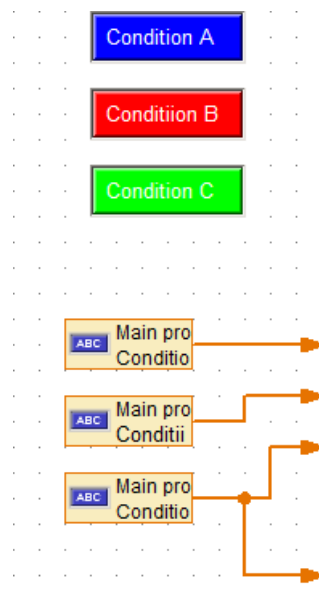 Condition A
Conditiion B
Condition C
ABC
Main pro
Conditio
ABC
Main pro
Conditii
ABC
Main pro
Conditio